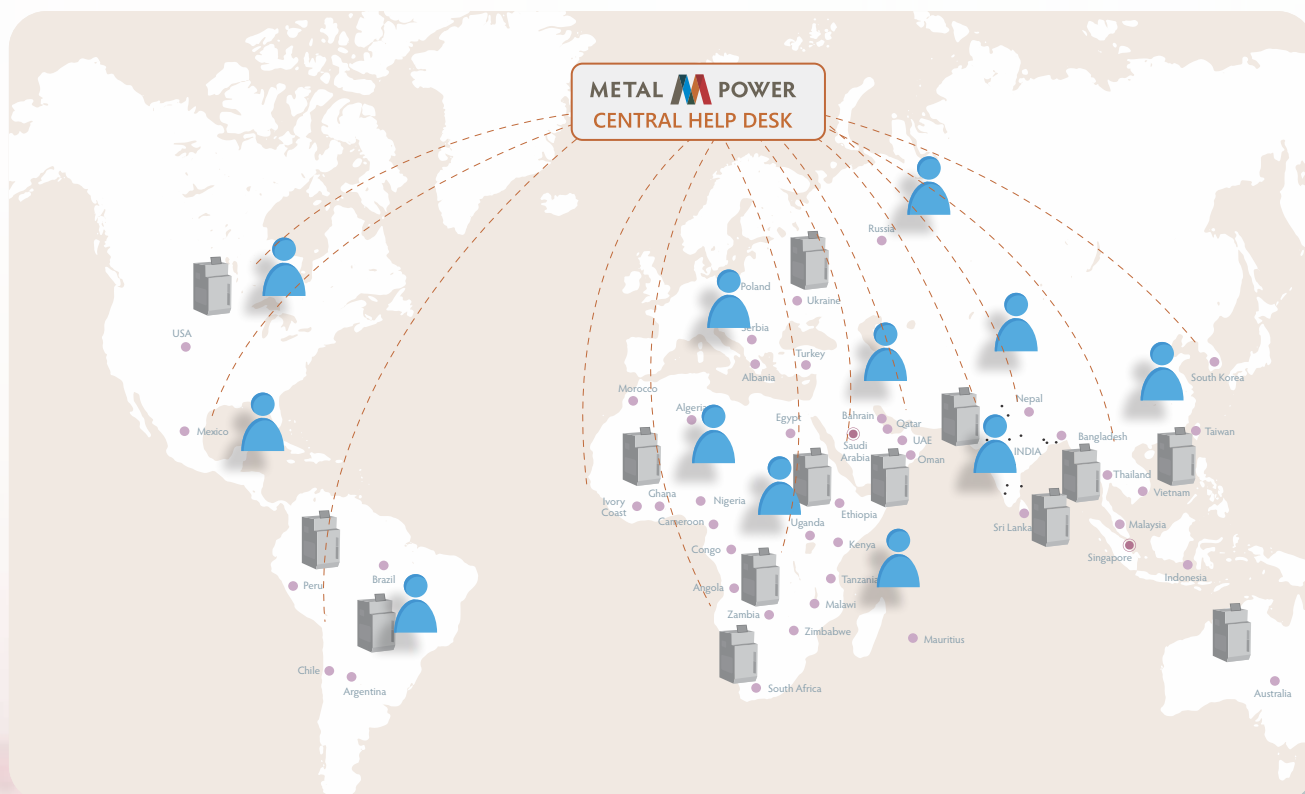 METAL POWER
CENTRAL HELP DESK
Russia
Poland
Ukraine
Serbia
USA
Turkey
Albania
South Korea
Morocco
Algeria
Nepal
Egypt
Bahrain
Qatar
Mexico
Taiwan
UAE
Bangladesh
Saudi
Arabia
INDIA
Oman
Thailand
Vietnam
Ghana
Ivory
Coast
Nigeria
Ethiopia
Cameroon
Uganda
Sri Lanka
Malaysia
Kenya
Congo
Singapore
Indonesia
Brazil
Tanzania
Peru
Angola
Malawi
Zambia
Zimbabwe
Mauritius
Chile
Argentina
South Africa
Australia